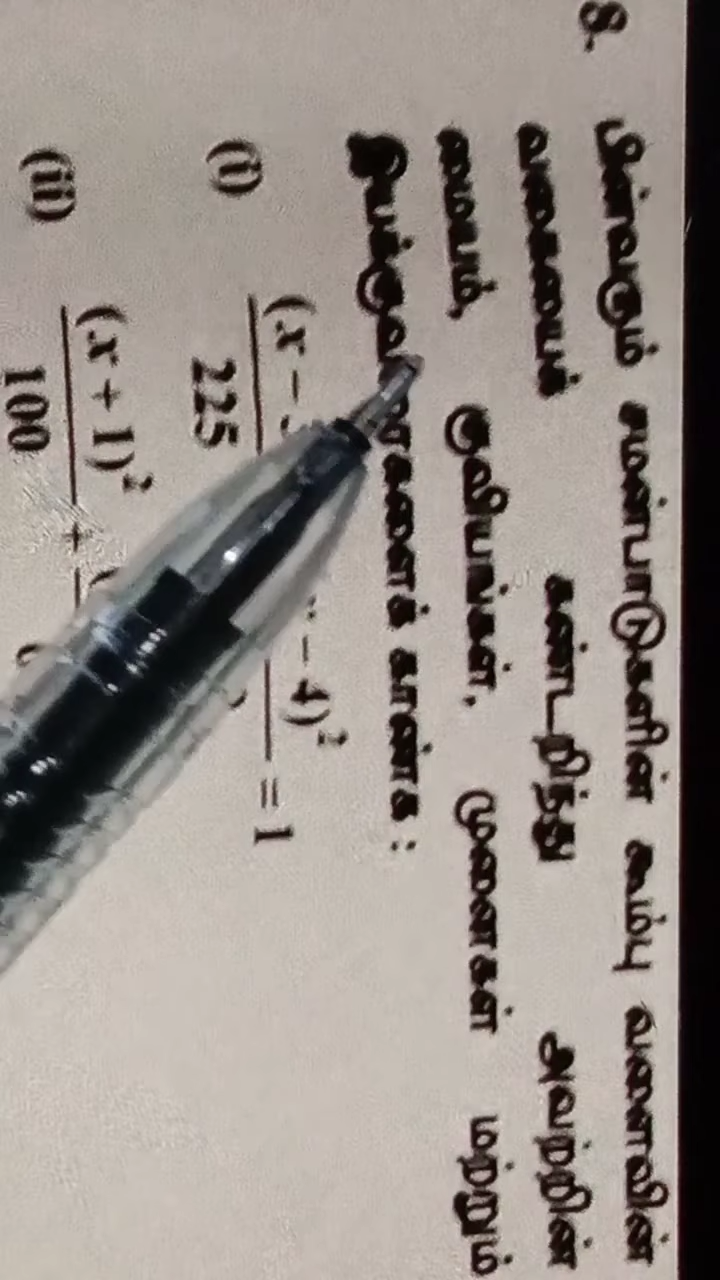 8. பின்வரும் சமன்பாடுகளின் கூம்பு வளைவின்
வகையைக் கண்டறிந்து அவற்றின்
மையம், குவியங்கள், முனைகள் மற்றும்
இயக்குவரைகளைக் காண்க :
(i) (x − 225 − 4)² = 1
(ii) (x + 1)² 100 +